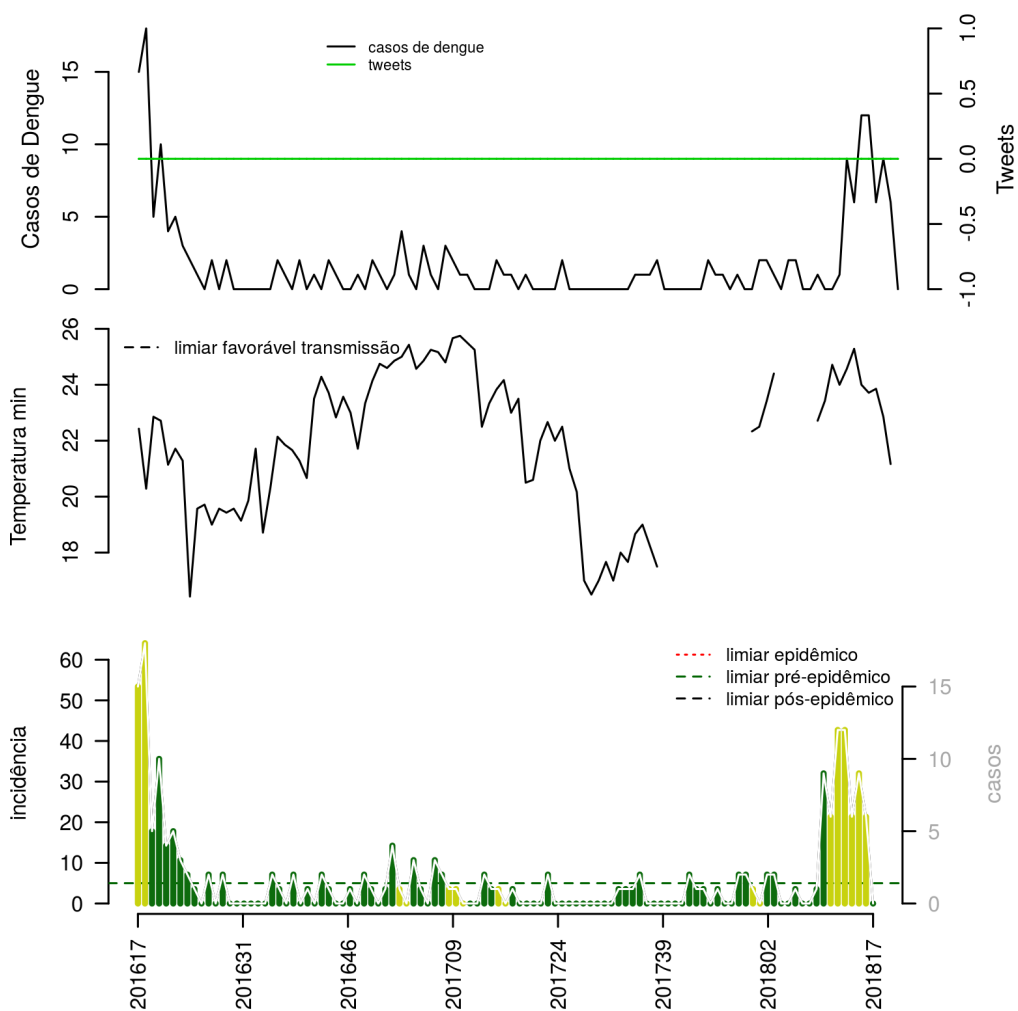 casos de dengue
tweets
Casos de Dengue
0 5 10 15
Tweets
-1.0 -0.5 0.0 0.5 1.0
limiar favorável transmissão
Temperatura min
18 20 22 24 26
limiar epidêmico
limiar pré-epidêmico
limiar pós-epidêmico
incidência
0 10 20 30 40 50 60
casos
0 5 10 15
201617 201631 201646 201709 201724 201739 201802 201817